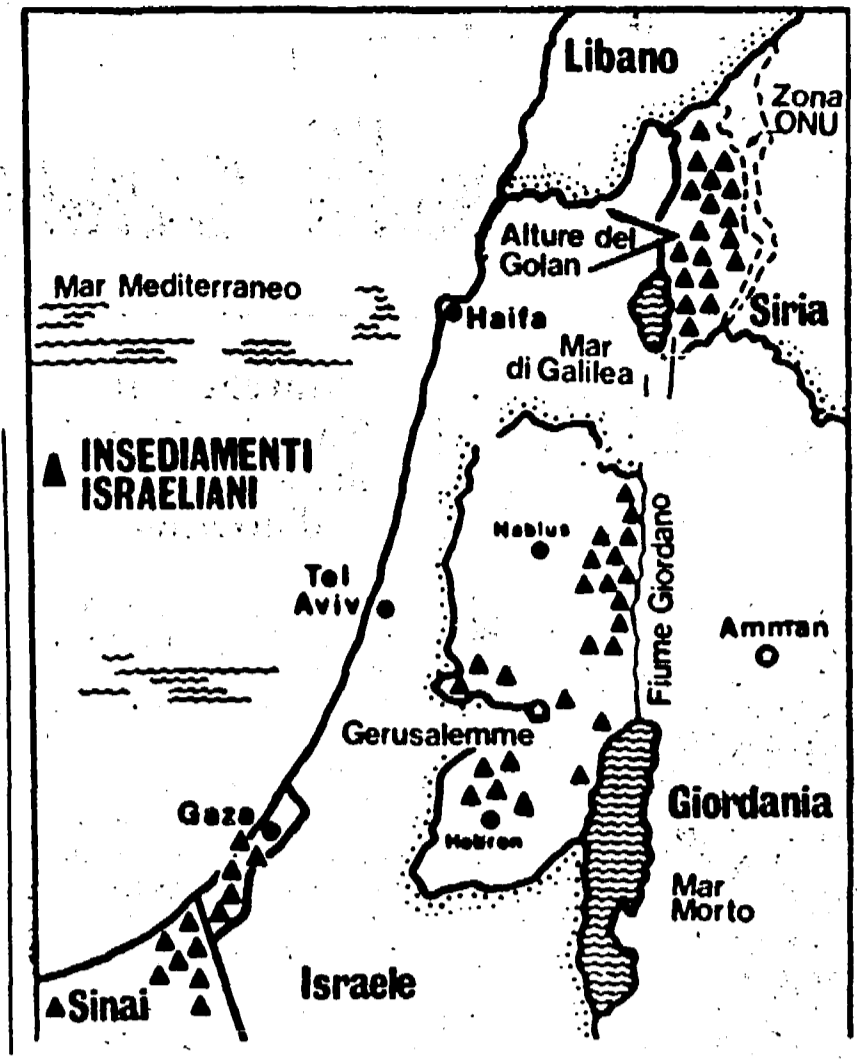 Libano
Zona
ONU
Alture del
Golan
Mar Mediterraneo
Haifa
Siria
Mar
di Galilea
INSEDIAMENTI
ISRAELIANI
Nablus
Tel
Aviv
Fiume Giordano
Amman
Gerusalemme
Gaza
Giordania
Hebron
Mar
Morto
Israele
Sinai